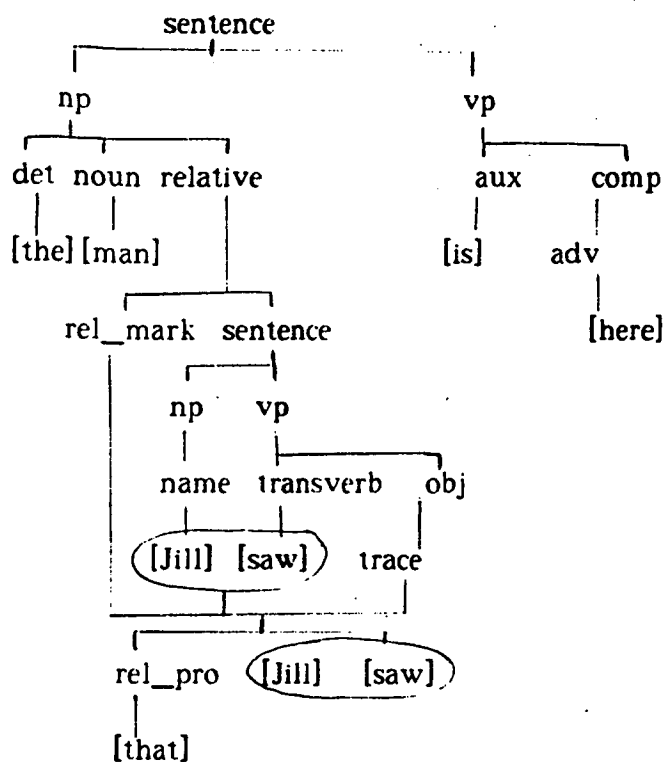 sentence
np vp
det noun relative aux comp
[the] [man] [is] adv
rel_mark sentence [here]
np vp
name transverb obj
[Jill] [saw] trace
rel_pro [Jill] [saw]
[that]